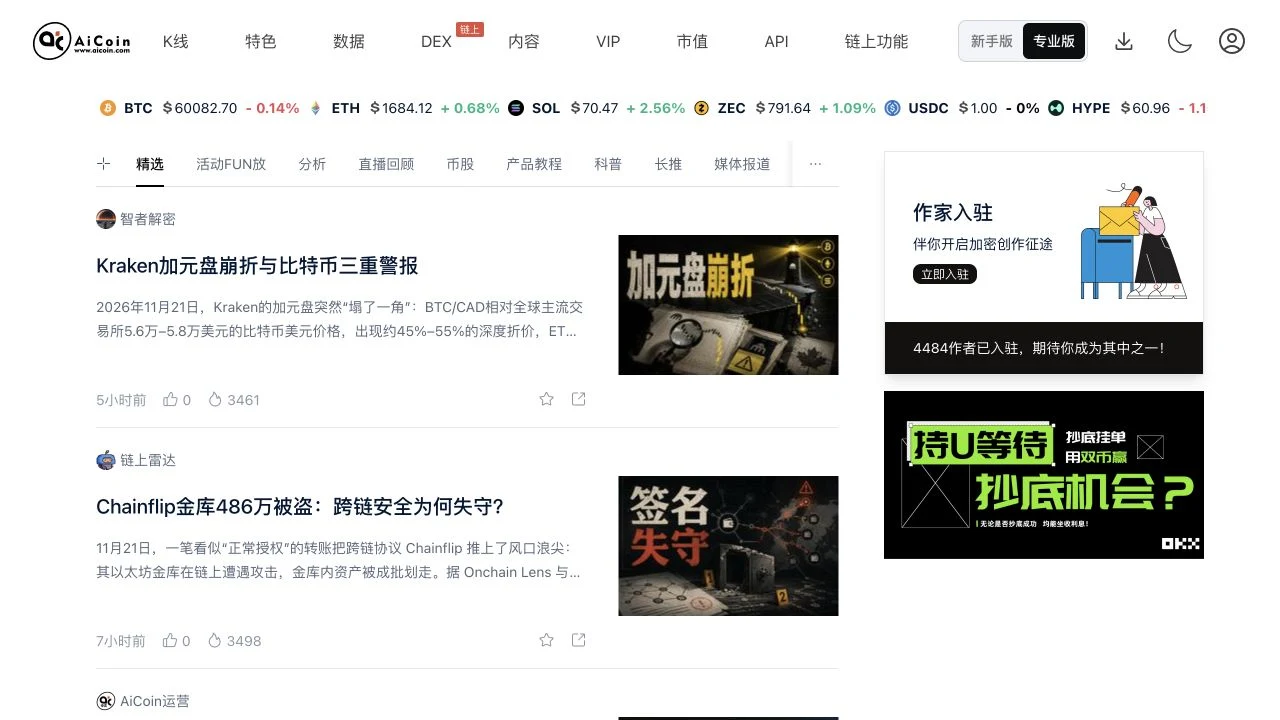 AiCoin
www.aicoin.com
K线 特色 数据 DEX 链上 内容 VIP 市值 API 链上功能 新手版 专业版
BTC $60082.70 - 0.14% ETH $1684.12 + 0.68% SOL $70.47 + 2.56% ZEC $791.64 + 1.09% USDC $1.00 - 0% HYPE $60.96 - 1.1
精选 活动FUN放 分析 直播回顾 币股 产品教程 科普 长推 媒体报道 ···
智者解密
Kraken加元盘崩折与比特币三重警报
2026年11月21日，Kraken的加元盘突然“塌了一角”：BTC/CAD相对全球主流交
易所5.6万–5.8万美元的比特币美元价格，出现约45%–55%的深度折价，ET...
5小时前 0 3461
加元盘崩折
链上雷达
Chainflip金库486万被盗：跨链安全为何失守?
11月21日，一笔看似“正常授权”的转账把跨链协议 Chainflip 推上了风口浪尖：
其以太坊金库在链上遭遇攻击，金库内资产被成批划走。据 Onchain Lens 与...
7小时前 0 3498
签名
失守
1
2
AiCoin运营
作家入驻
伴你开启加密创作征途
立即入驻
4484作者已入驻，期待你成为其中之一！
持U等待
抄底挂单
用双币赢
抄底机会？
无论是否抄底成功 均能坐收利息！
OKX